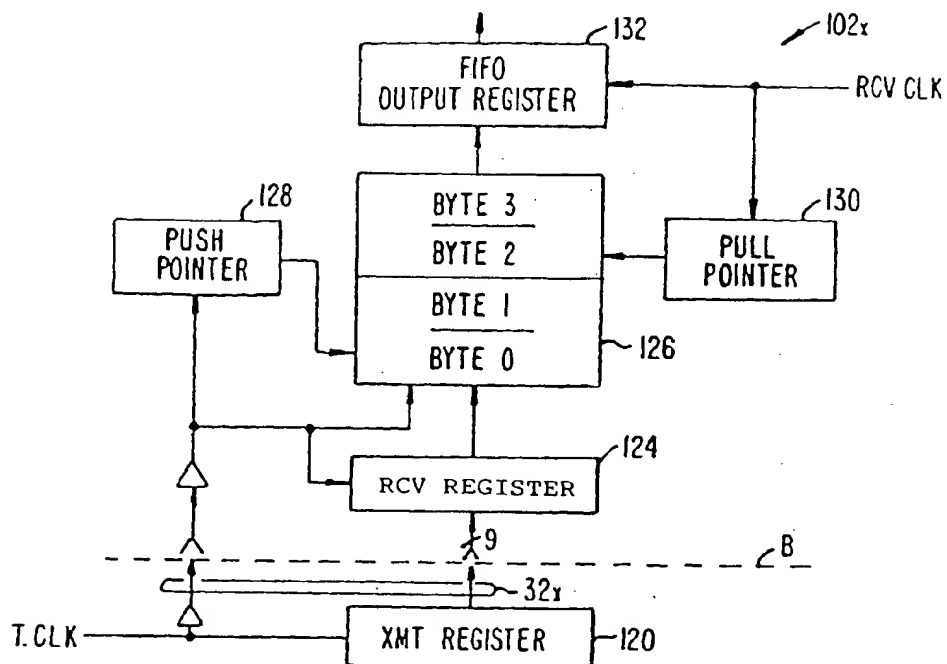 132
102x
FIFO
OUTPUT REGISTER
RCV CLK
128
130
PUSH
POINTER
BYTE 3
BYTE 2
PULL
POINTER
BYTE 1
BYTE 0
126
124
RCV REGISTER
9
B
32x
T. CLK
XMT REGISTER
120